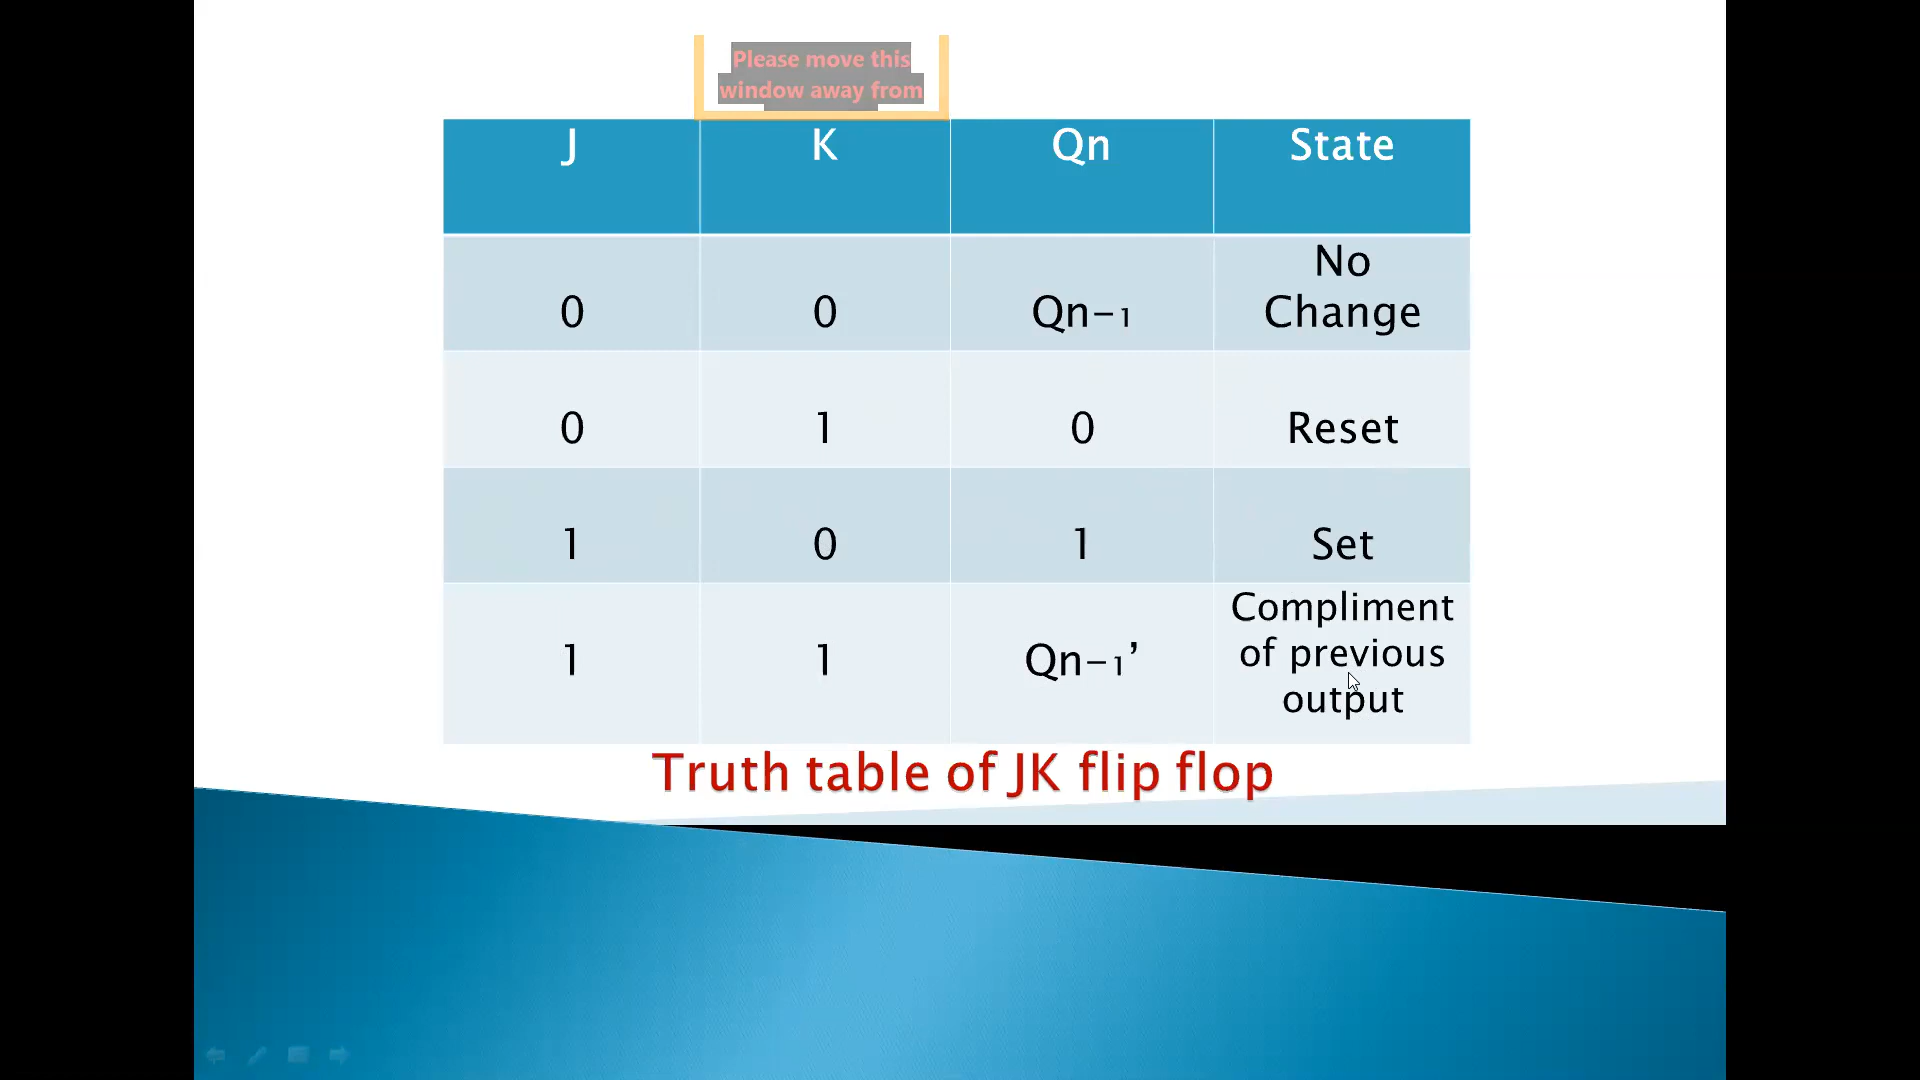 Please move this
window away from
J K Qn State
No
0 0 Qn-₁ Change
0 1 0 Reset
1 0 1 Set
Compliment
of previous
1 1 Qn-₁’
output
Truth table of JK flip flop